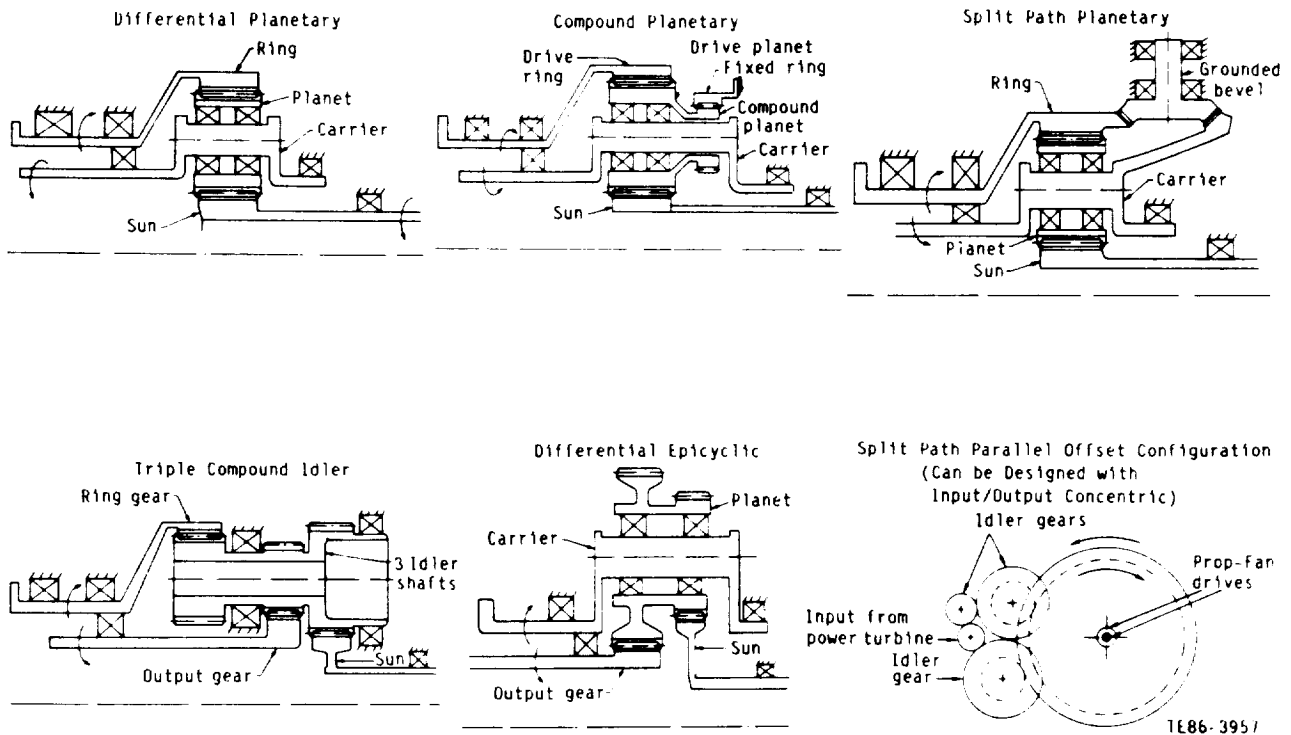 Differential Planetary
Ring
Planet
Carrier
Sun
Compound Planetary
Drive ring
Drive planet
Fixed ring
Compound planet
Carrier
Sun
Split Path Planetary
Ring
Grounded bevel
Carrier
Planet
Sun
Triple Compound Idler
Ring gear
3 Idler shafts
Sun
Output gear
Differential Epicyclic
Planet
Carrier
Sun
Output gear
Split Path Parallel Offset Configuration
(Can be Designed with
Input/Output Concentric)
Idler gears
Prop-fan drives
Input from power turbine
Idler gear
TE86-3957